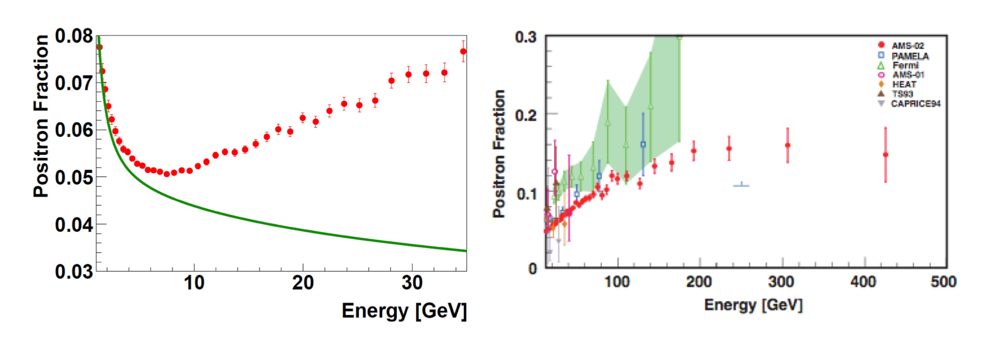 Positron Fraction
0.08
0.07
0.06
0.05
0.04
0.03
10 20 30
Energy [GeV]
Positron Fraction
0.3
0.2
0.1
0
100 200 300 400 500
Energy [GeV]
AMS-02
PAMELA
Fermi
AMS-01
HEAT
TS93
CAPRICE94